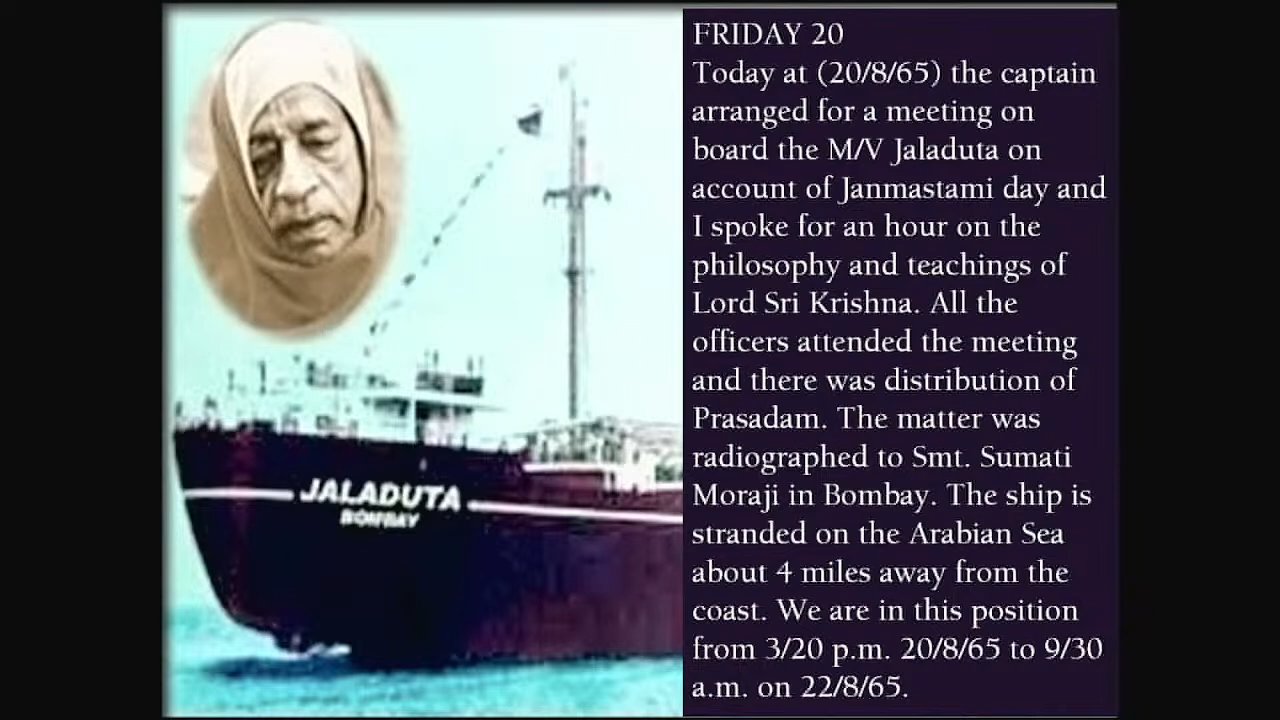 JALADUTA
BOMBAY
FRIDAY 20
Today at (20/8/65) the captain
arranged for a meeting on
board the M/V Jaladuta on
account of Janmastami day and
I spoke for an hour on the
philosophy and teachings of
Lord Sri Krishna. All the
officers attended the meeting
and there was distribution of
Prasadam. The matter was
radiographed to Smt. Sumati
Moraji in Bombay. The ship is
stranded on the Arabian Sea
about 4 miles away from the
coast. We are in this position
from 3/20 p.m. 20/8/65 to 9/30
a.m. on 22/8/65.